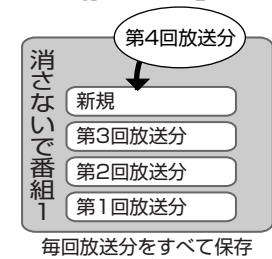 第4回放送分
消さないで番組1
新規
第3回放送分
第2回放送分
第1回放送分
毎回放送分をすべて保存